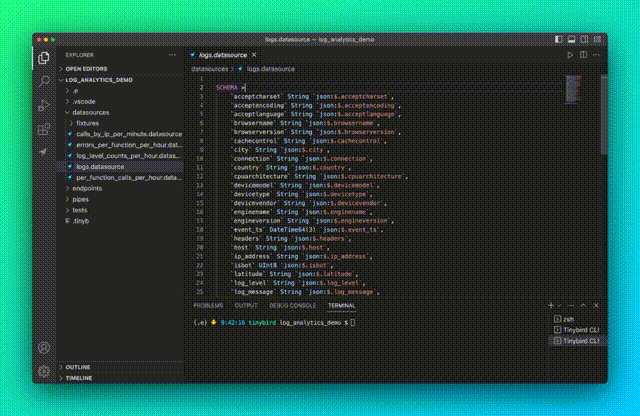 logs.datasource — log_analytics_demo
EXPLORER
OPEN EDITORS
LOG_ANALYTICS_DEMO
.e
.vscode
datasources
fixtures
calls_by_ip_per_minute.datasource
errors_per_function_per_hour.datas...
log_level_counts_per_hour.datas...
logs.datasource
per_function_calls_per_hour.datas...
endpoints
pipes
tests
.tinyb
OUTLINE
TIMELINE
logs.datasource
datasources > logs.datasource
1
2 SCHEMA >
3 `acceptcharset` String `json:$.acceptcharset`,
4 `acceptencoding` String `json:$.acceptencoding`,
5 `acceptlanguage` String `json:$.acceptlanguage`,
6 `browsername` String `json:$.browsername`,
7 `browserversion` String `json:$.browserversion`,
8 `cachecontrol` String `json:$.cachecontrol`,
9 `city` String `json:$.city`,
10 `connection` String `json:$.connection`,
11 `country` String `json:$.country`,
12 `cpuarchitecture` String `json:$.cpuarchitecture`,
13 `devicemodel` String `json:$.devicemodel`,
14 `devicetype` String `json:$.devicetype`,
15 `devicevendor` String `json:$.devicevendor`,
16 `enginename` String `json:$.enginename`,
17 `engineversion` String `json:$.engineversion`,
18 `event_ts` DateTime64(3) `json:$.event_ts`,
19 `headers` String `json:$.headers`,
20 `host` String `json:$.host`,
21 `ip_address` String `json:$.ip_address`,
22 `isbot` UInt8 `json:$.isbot`,
23 `latitude` String `json:$.latitude`,
24 `log_level` String `json:$.log_level`,
25 `log_message` String `json:$.log_message`,
PROBLEMS OUTPUT DEBUG CONSOLE TERMINAL
(.e) 9:42:16 tinybird log_analytics_demo $
zsh
Tinybird CLI
Tinybird CLI